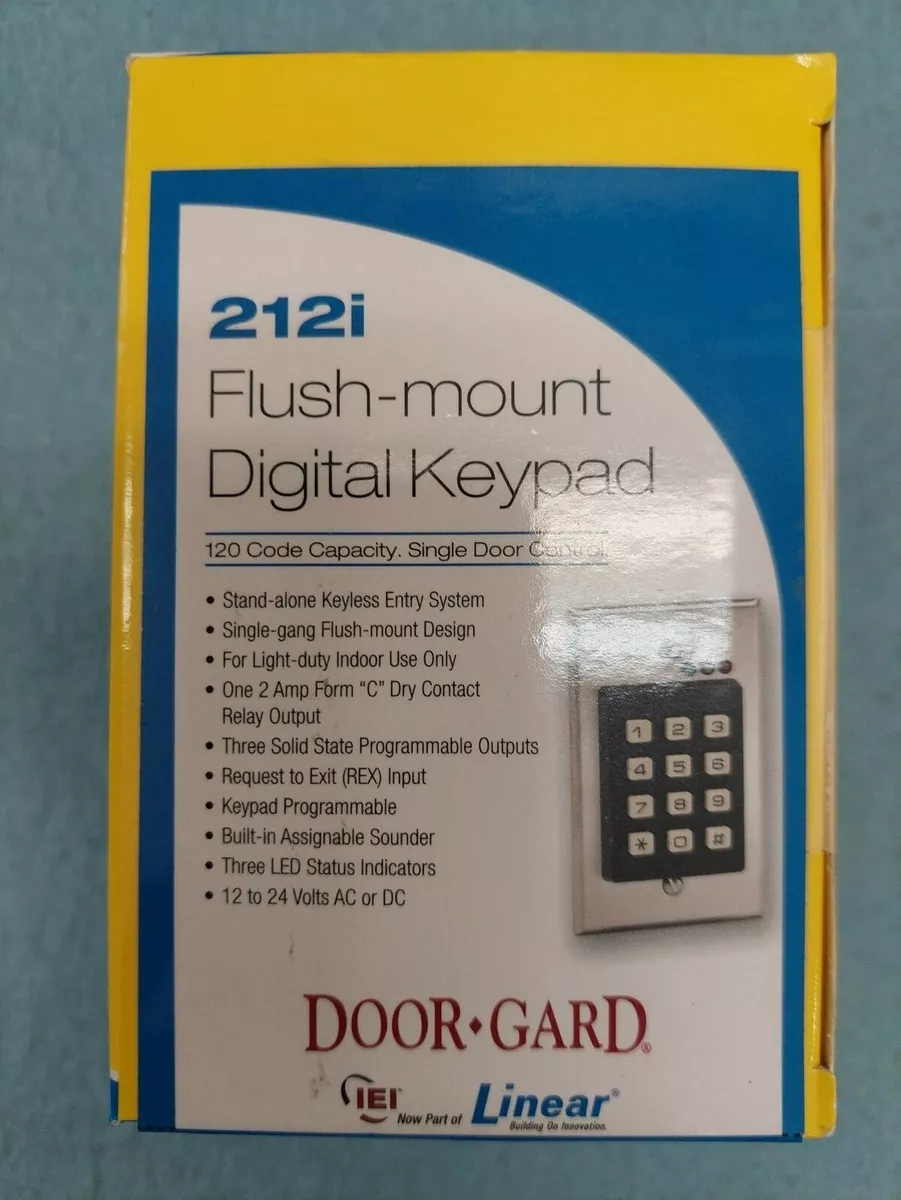 212i
Flush-mount
Digital Keypad
120 Code Capacity. Single Door Control.
• Stand-alone Keyless Entry System
• Single-gang Flush-mount Design
• For Light-duty Indoor Use Only
• One 2 Amp Form “C” Dry Contact
Relay Output
• Three Solid State Programmable Outputs
• Request to Exit (REX) Input
• Keypad Programmable
• Built-in Assignable Sounder
• Three LED Status Indicators
• 12 to 24 Volts AC or DC
1 2 3
4 5 6
7 8 9
* 0 #
DOOR♦GARD®
IEI™ Now Part of Linear®
Building On Innovation.